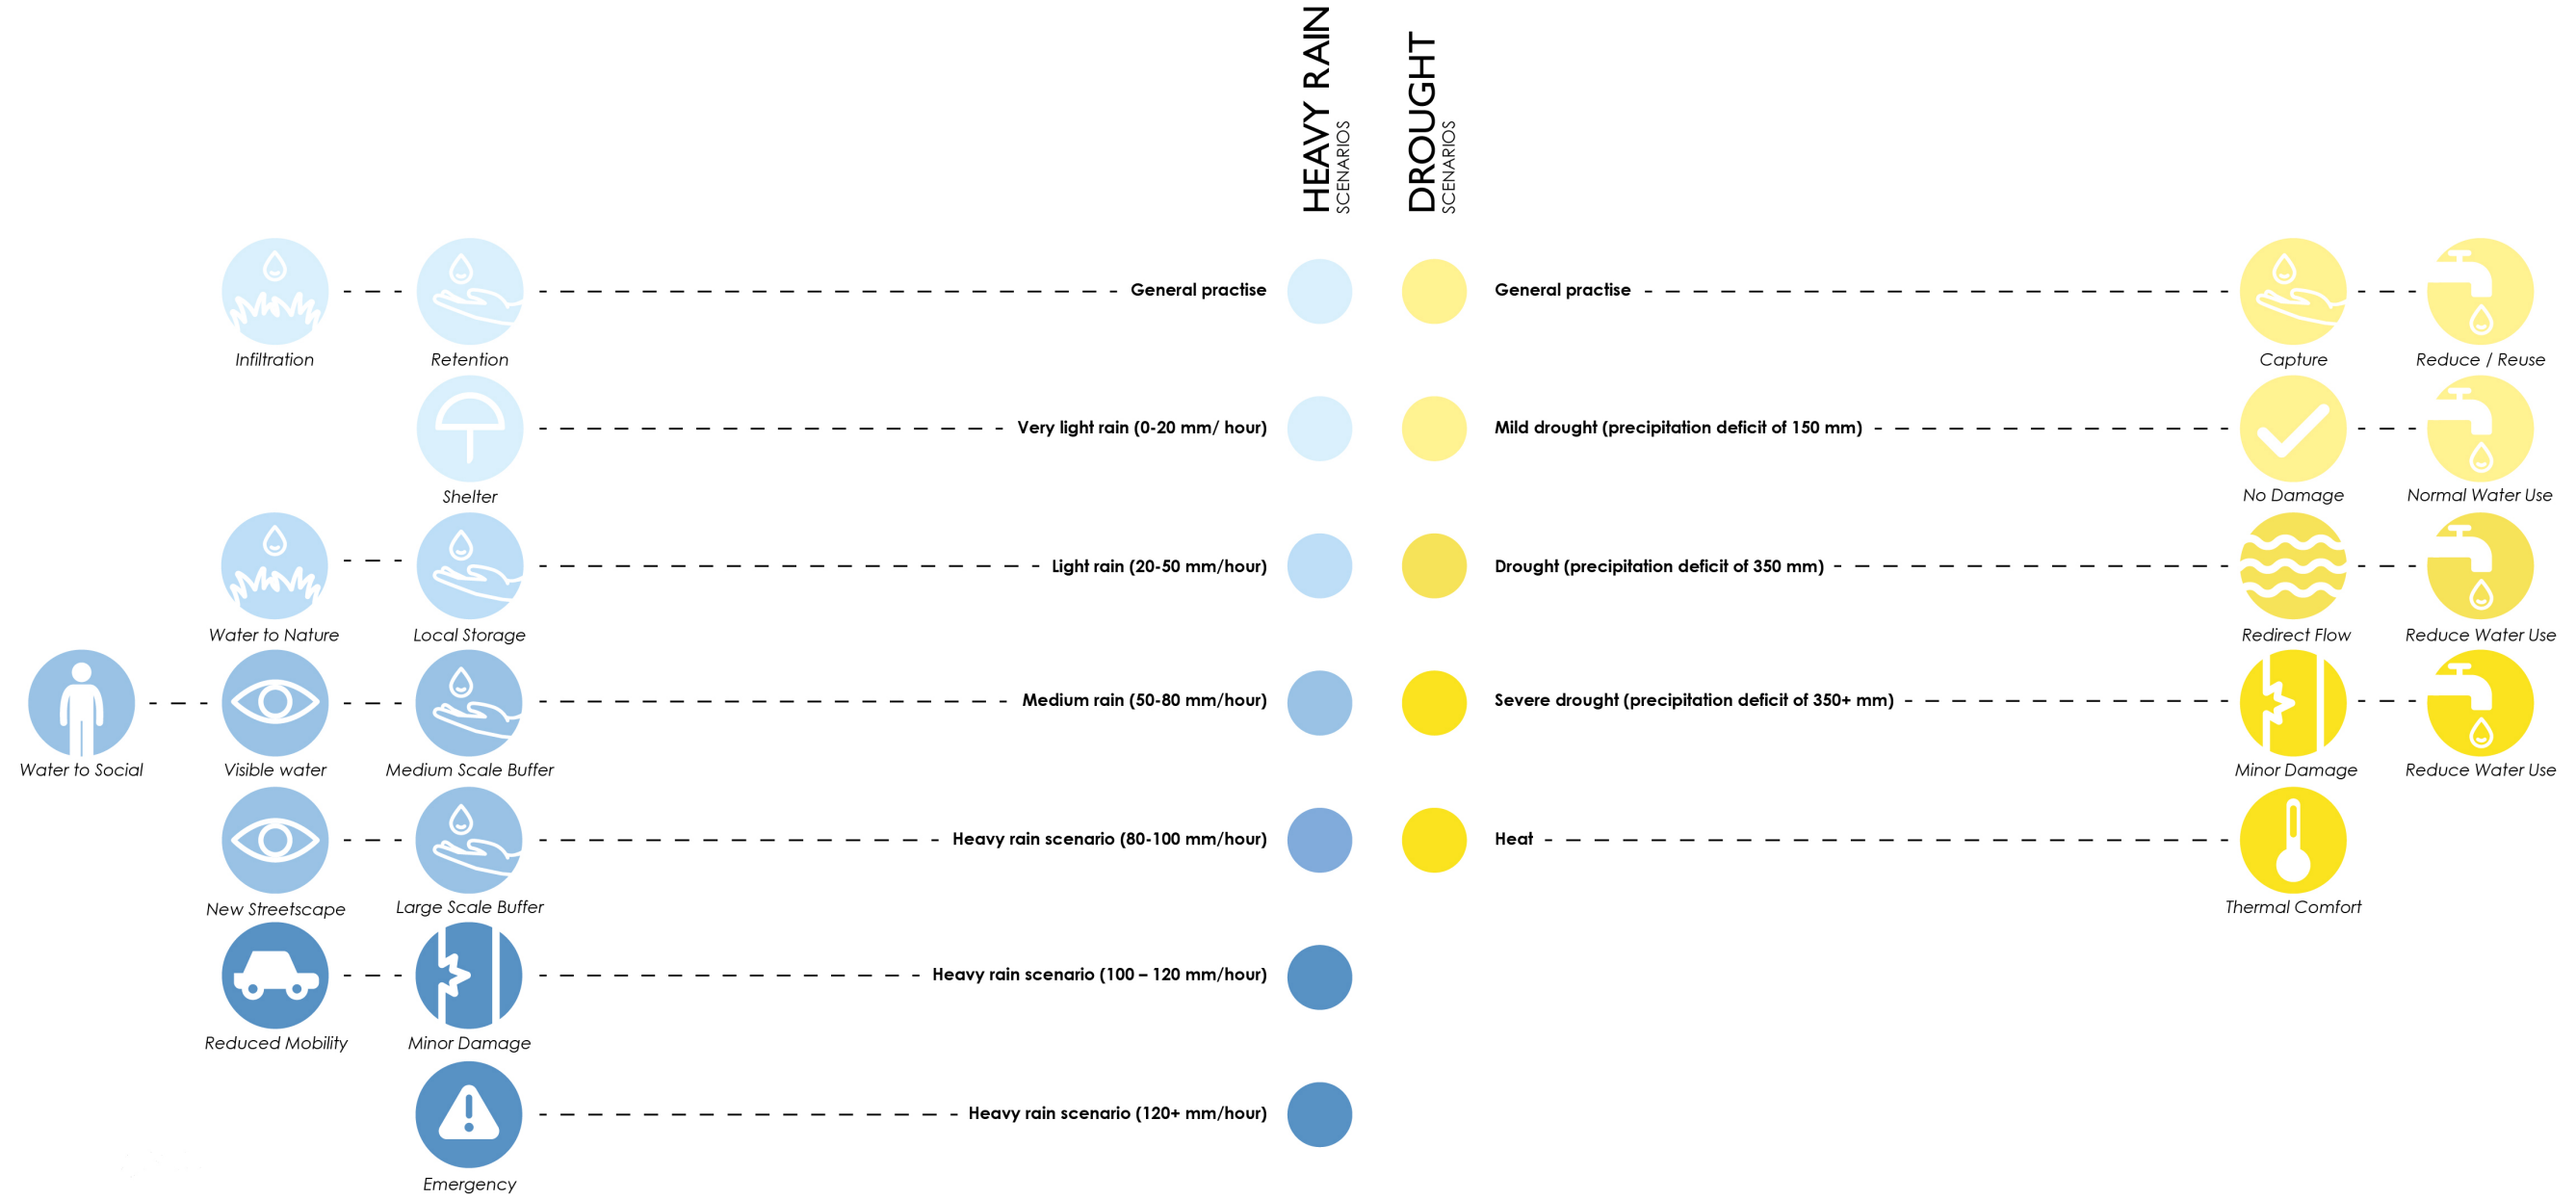 HEAVY RAIN
SCENARIOS
DROUGHT
SCENARIOS
General practise
General practise
Infiltration
Retention
Capture
Reduce / Reuse
Very light rain (0-20 mm/ hour)
Mild drought (precipitation deficit of 150 mm)
Shelter
No Damage
Normal Water Use
Light rain (20-50 mm/hour)
Drought (precipitation deficit of 350 mm)
Water to Nature
Local Storage
Redirect Flow
Reduce Water Use
Medium rain (50-80 mm/hour)
Severe drought (precipitation deficit of 350+ mm)
Water to Social
Visible water
Medium Scale Buffer
Minor Damage
Reduce Water Use
Heavy rain scenario (80-100 mm/hour)
Heat
New Streetscape
Large Scale Buffer
Thermal Comfort
Heavy rain scenario (100 – 120 mm/hour)
Reduced Mobility
Minor Damage
Heavy rain scenario (120+ mm/hour)
Emergency